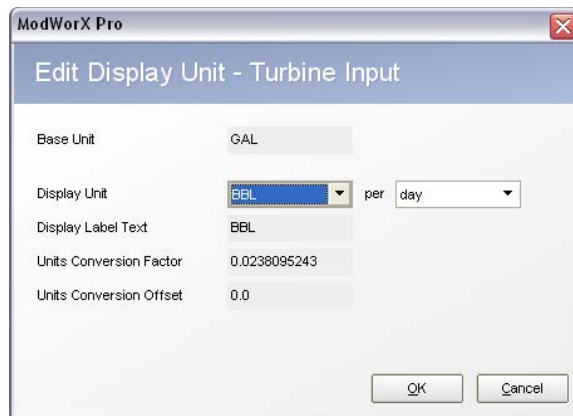 ModWorX Pro
Edit Display Unit - Turbine Input
Base Unit GAL
Display Unit BBL per day
Display Label Text BBL
Units Conversion Factor 0.0238095243
Units Conversion Offset 0.0
OK Cancel